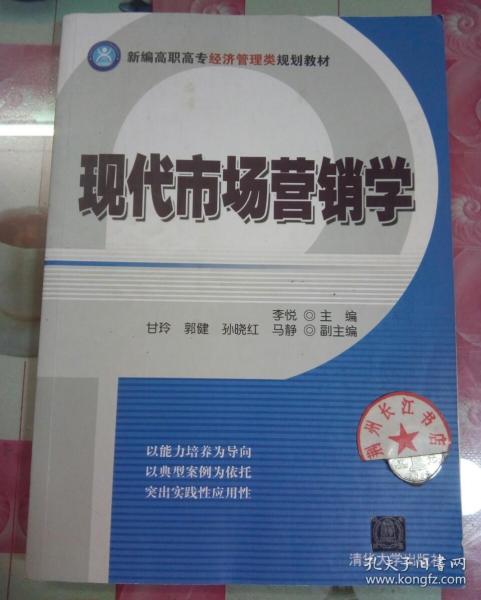 新编高职高专经济管理类规划教材
现代市场营销学
李悦◎主 编
甘玲 郭健 孙晓红 马静◎副主编
荆州长江书店
以能力培养为导向
以典型案例为依托
突出实践性应用性
清华大学出版社
孔夫子旧书网
www.kongfz.com